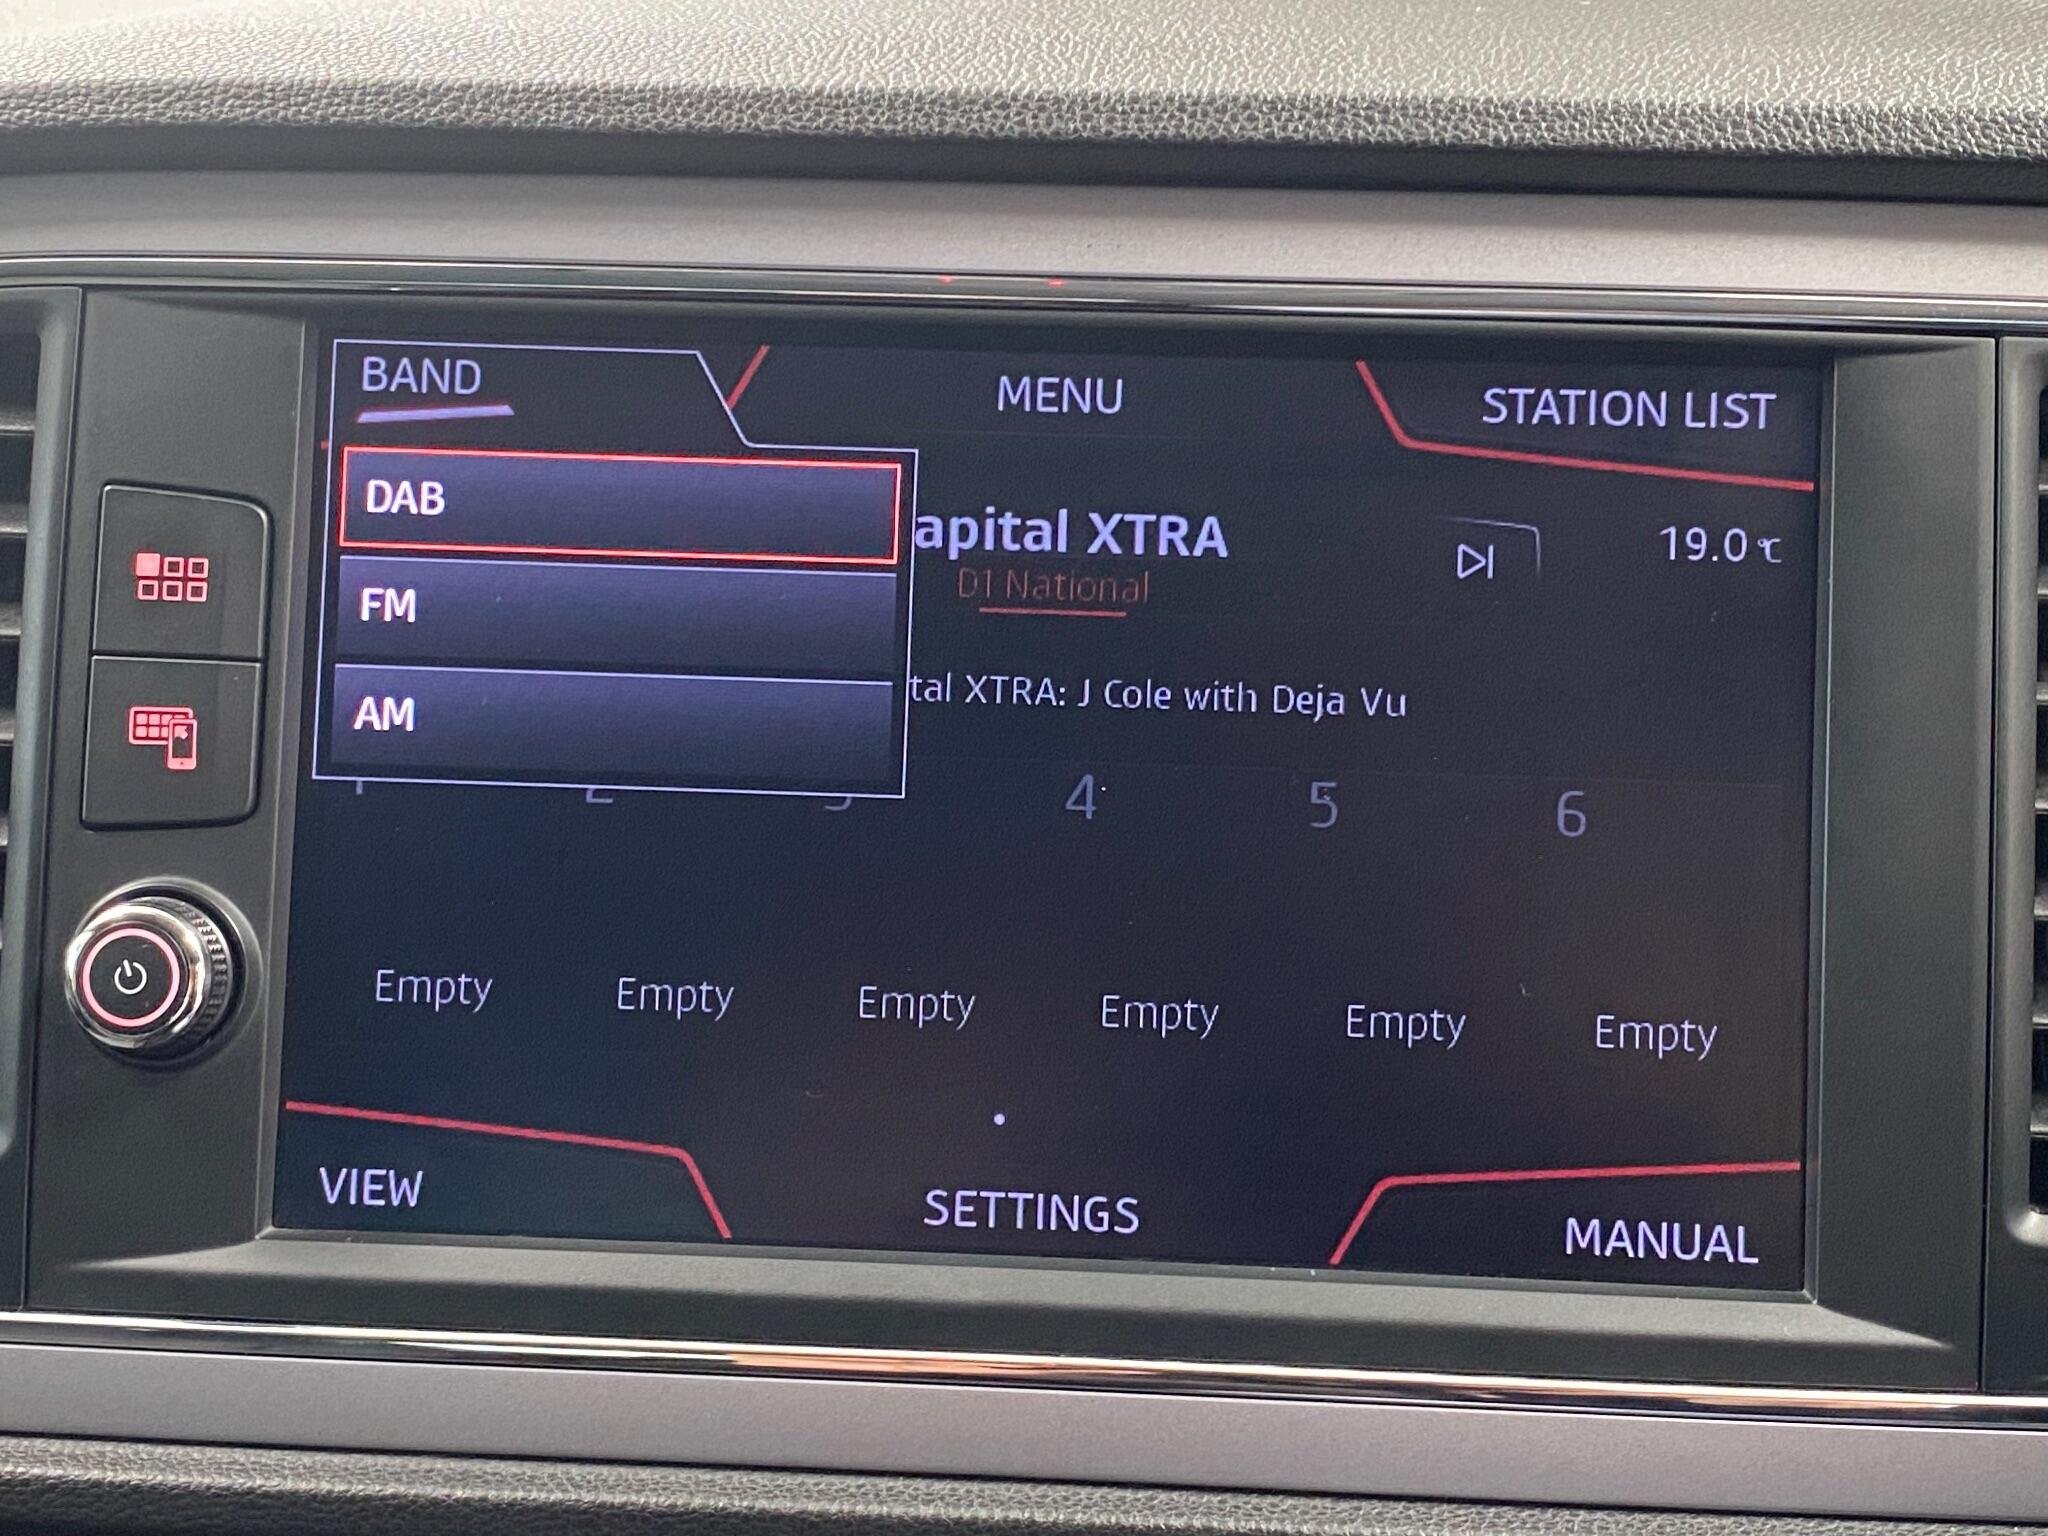 BAND
MENU
STATION LIST
DAB
FM
AM
apital XTRA
D1 National
19.0 °C
tal XTRA: J Cole with Deja Vu
4
5
6
Empty
Empty
Empty
Empty
Empty
Empty
VIEW
SETTINGS
MANUAL